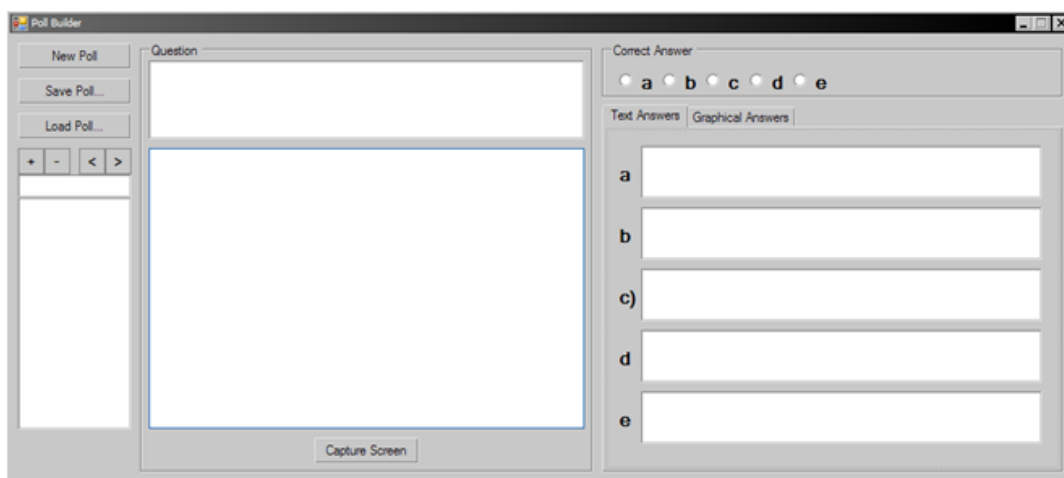 Poll Builder
New Poll
Save Poll...
Load Poll...
+ - < >
Question
Capture Screen
Correct Answer
a b c d e
Text Answers Graphical Answers
a
b
c)
d
e